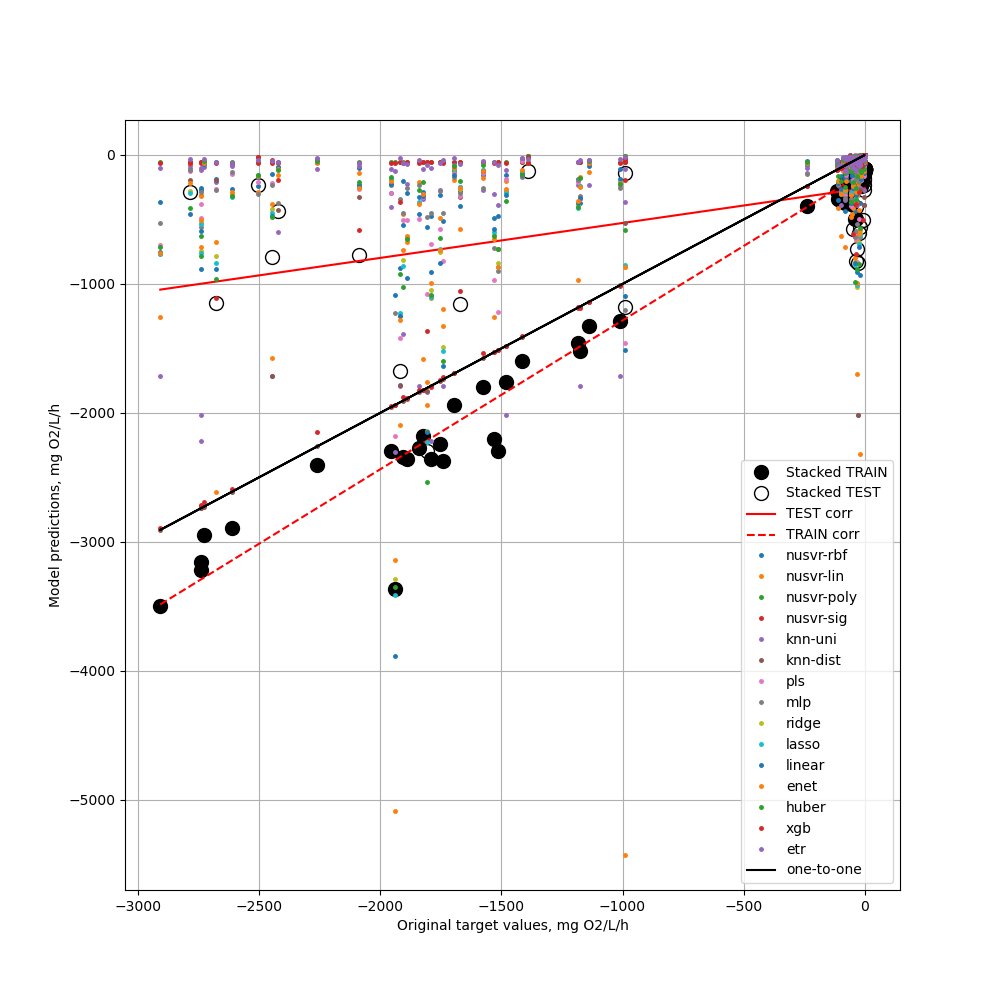 0
−1000
−2000
−3000
−4000
−5000
Model predictions, mg O2/L/h
−3000
−2500
−2000
−1500
−1000
−500
0
Original target values, mg O2/L/h
Stacked TRAIN
Stacked TEST
TEST corr
TRAIN corr
nusvr-rbf
nusvr-lin
nusvr-poly
nusvr-sig
knn-uni
knn-dist
pls
mlp
ridge
lasso
linear
enet
huber
xgb
etr
one-to-one